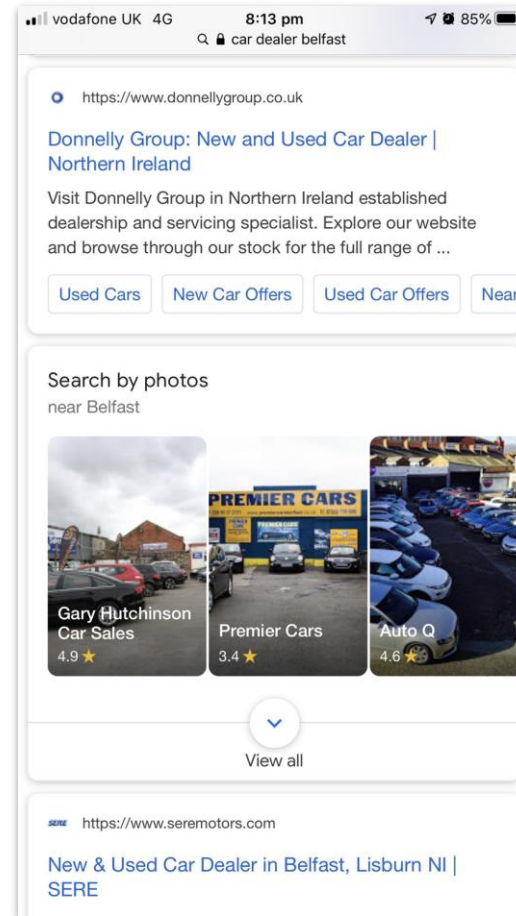 vodafone UK 4G 8:13 pm 85%
car dealer belfast
https://www.donnellygroup.co.uk
Donnelly Group: New and Used Car Dealer |
Northern Ireland
Visit Donnelly Group in Northern Ireland established
dealership and servicing specialist. Explore our website
and browse through our stock for the full range of ...
Used Cars New Car Offers Used Car Offers Near
Search by photos
near Belfast
PREMIER CARS
Gary Hutchinson
Car Sales
4.9
Premier Cars
3.4
Auto Q
4.6
View all
SERE https://www.seremotors.com
New & Used Car Dealer in Belfast, Lisburn NI |
SERE